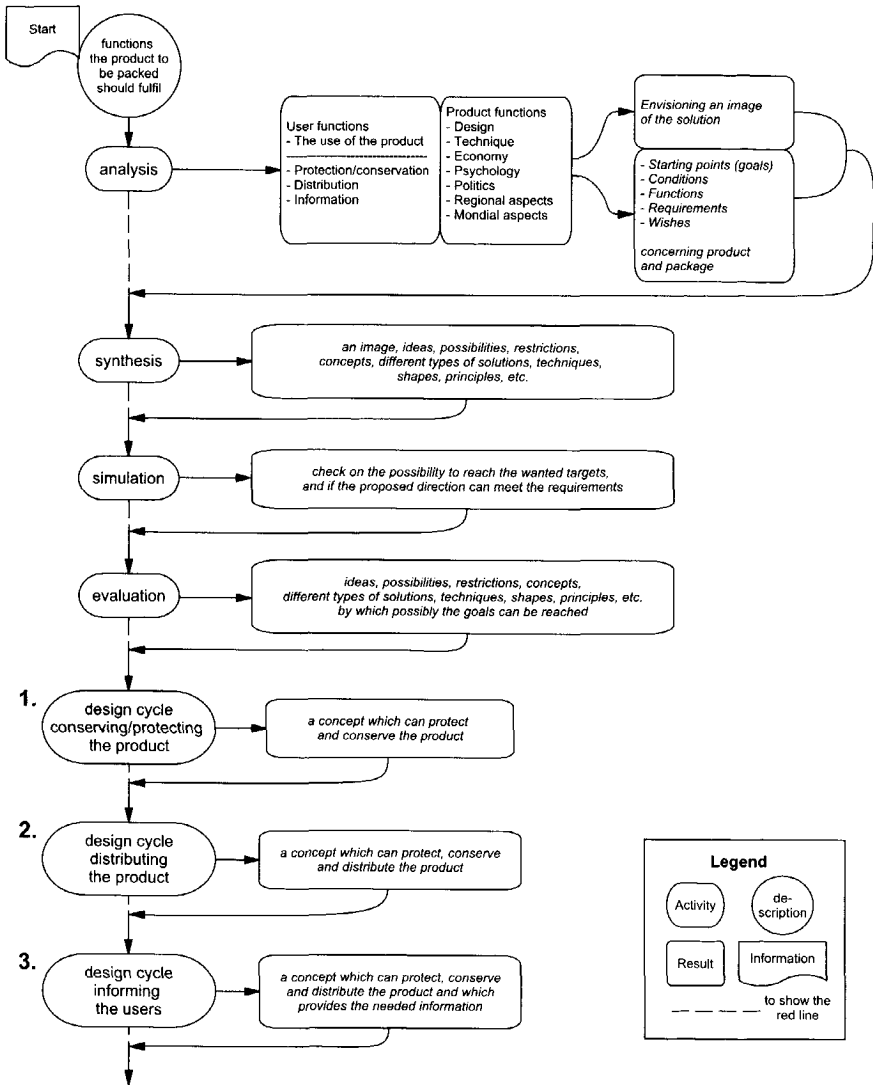 Start
functions
the product to
be packed
should fulfil
analysis
User functions
- The use of the product
- Protection/conservation
- Distribution
- Information
Product functions
- Design
- Technique
- Economy
- Psychology
- Politics
- Regional aspects
- Mondial aspects
Envisioning an image
of the solution
- Starting points (goals)
- Conditions
- Functions
- Requirements
- Wishes
concerning product
and package
synthesis
an image, ideas, possibilities, restrictions,
concepts, different types of solutions, techniques,
shapes, principles, etc.
simulation
check on the possibility to reach the wanted targets,
and if the proposed direction can meet the requirements
evaluation
ideas, possibilities, restrictions, concepts,
different types of solutions, techniques, shapes, principles, etc.
by which possibly the goals can be reached
1.
design cycle
conserving/protecting
the product
a concept which can protect
and conserve the product
2.
design cycle
distributing
the product
a concept which can protect, conserve
and distribute the product
3.
design cycle
informing
the users
a concept which can protect, conserve
and distribute the product and which
provides the needed information
Legend
Activity
de-
scription
Result
Information
to show the
red line